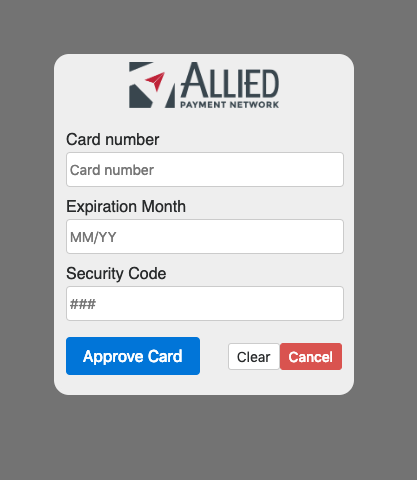 ALLIED
PAYMENT NETWORK
Card number
Card number
Expiration Month
MM/YY
Security Code
###
Approve Card
Clear
Cancel